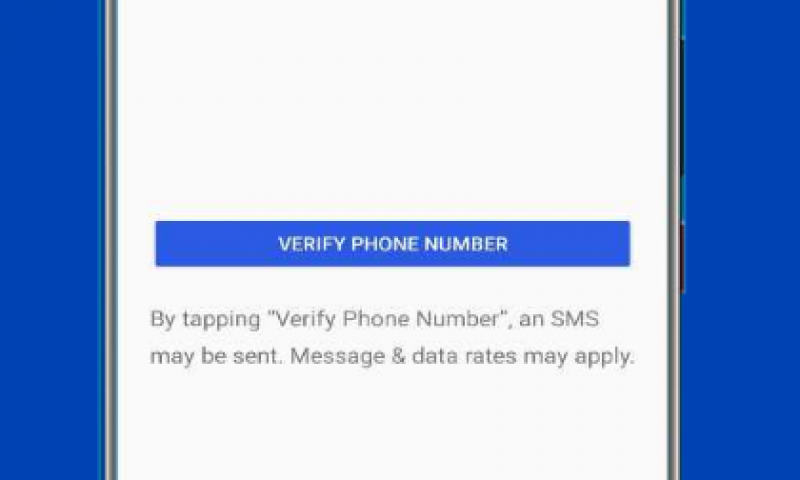 VERIFY PHONE NUMBER
By tapping "Verify Phone Number", an SMS
may be sent. Message & data rates may apply.